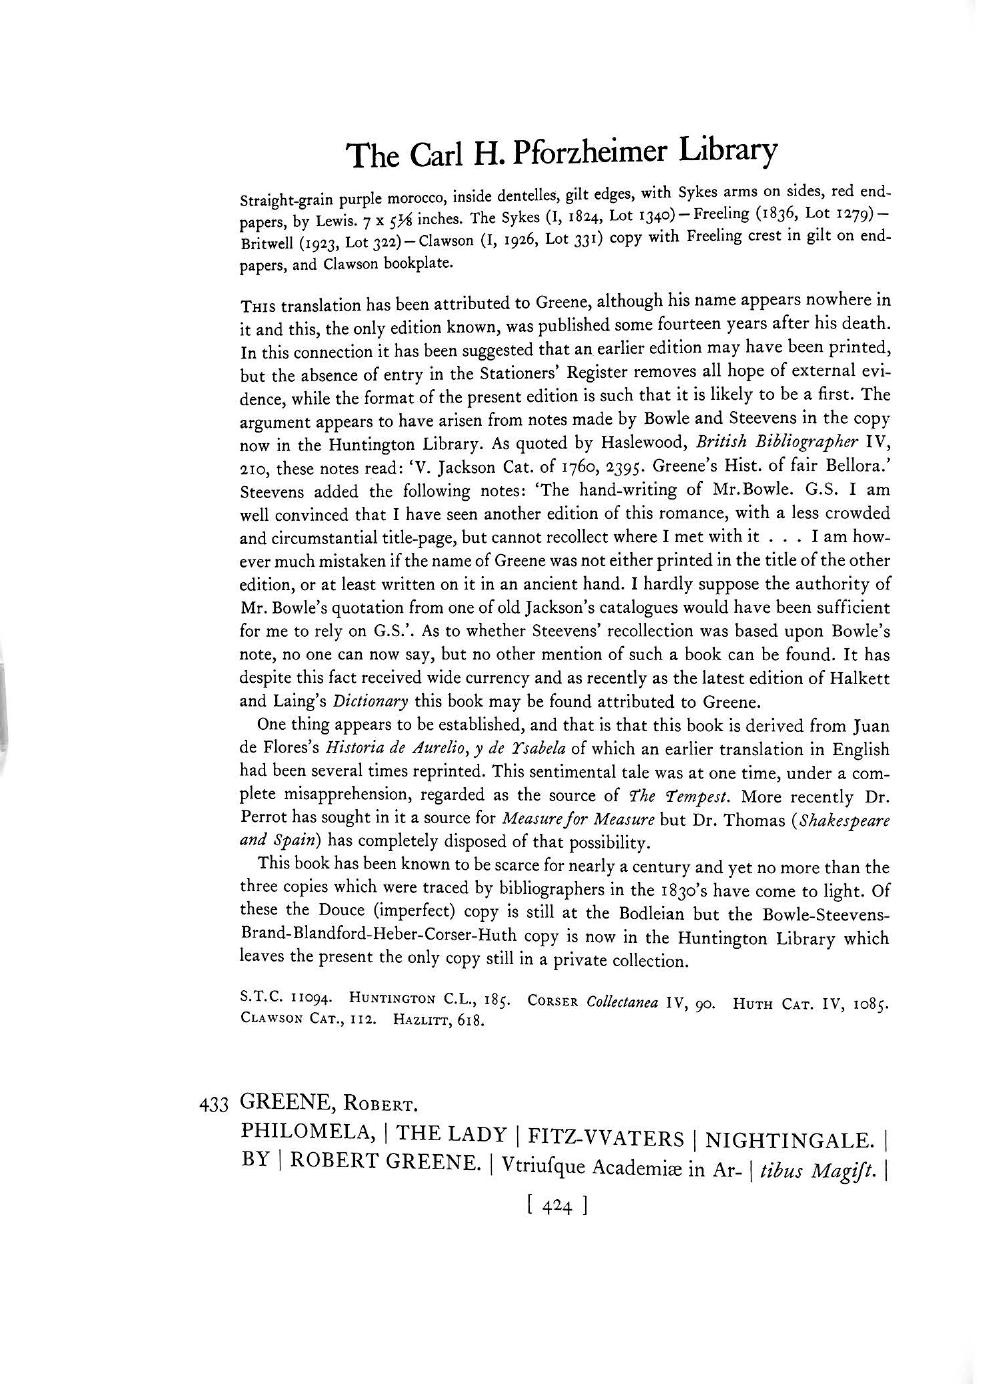 The Carl H. Pforzheimer Library
Straight-grain purple morocco, inside dentelles, gilt edges, with Sykes arms on sides, red end-
papers, by Lewis. 7 x 5⅛ inches. The Sykes (I, 1824, Lot 1340)—Freeling (1836, Lot 1279)—
Britwell (1923, Lot 322)—Clawson (I, 1926, Lot 331) copy with Freeling crest in gilt on end-
papers, and Clawson bookplate.
THIS translation has been attributed to Greene, although his name appears nowhere in
it and this, the only edition known, was published some fourteen years after his death.
In this connection it has been suggested that an earlier edition may have been printed,
but the absence of entry in the Stationers' Register removes all hope of external evi-
dence, while the format of the present edition is such that it is likely to be a first. The
argument appears to have arisen from notes made by Bowle and Steevens in the copy
now in the Huntington Library. As quoted by Haslewood, British Bibliographer IV,
210, these notes read: 'V. Jackson Cat. of 1760, 2395. Greene's Hist. of fair Bellora.'
Steevens added the following notes: 'The hand-writing of Mr.Bowle. G.S. I am
well convinced that I have seen another edition of this romance, with a less crowded
and circumstantial title-page, but cannot recollect where I met with it . . . I am how-
ever much mistaken if the name of Greene was not either printed in the title of the other
edition, or at least written on it in an ancient hand. I hardly suppose the authority of
Mr. Bowle's quotation from one of old Jackson's catalogues would have been sufficient
for me to rely on G.S.'. As to whether Steevens' recollection was based upon Bowle's
note, no one can now say, but no other mention of such a book can be found. It has
despite this fact received wide currency and as recently as the latest edition of Halkett
and Laing's Dictionary this book may be found attributed to Greene.
One thing appears to be established, and that is that this book is derived from Juan
de Flores's Historia de Aurelio, y de Ysabela of which an earlier translation in English
had been several times reprinted. This sentimental tale was at one time, under a com-
plete misapprehension, regarded as the source of The Tempest. More recently Dr.
Perrot has sought in it a source for Measure for Measure but Dr. Thomas (Shakespeare
and Spain) has completely disposed of that possibility.
This book has been known to be scarce for nearly a century and yet no more than the
three copies which were traced by bibliographers in the 1830's have come to light. Of
these the Douce (imperfect) copy is still at the Bodleian but the Bowle-Steevens-
Brand-Blandford-Heber-Corser-Huth copy is now in the Huntington Library which
leaves the present the only copy still in a private collection.
S.T.C. 11094. HUNTINGTON C.L., 185. CORSER Collectanea IV, 90. HUTH CAT. IV, 1085.
CLAWSON CAT., 112. HAZLITT, 618.
433 GREENE, ROBERT.
PHILOMELA, | THE LADY | FITZ-VVATERS | NIGHTINGALE. |
BY | ROBERT GREENE. | Vtriuſque Academiæ in Ar- | tibus Magiſt. |
[ 424 ]